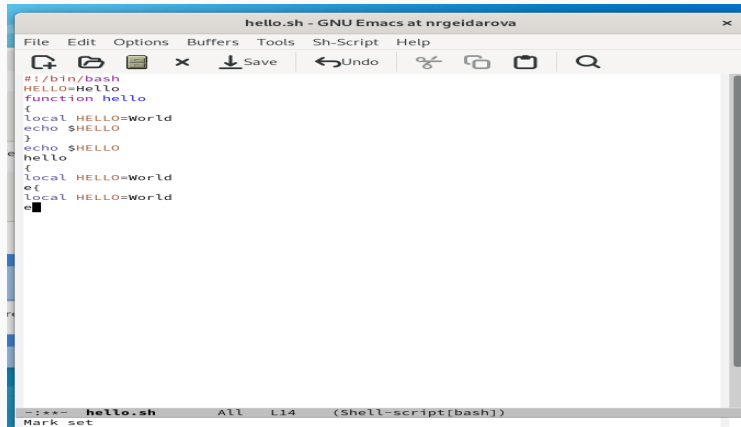 hello.sh - GNU Emacs at nrgeidarova
File Edit Options Buffers Tools Sh-Script Help
Save Undo
#!/bin/bash
HELLO=Hello
function hello
{
local HELLO=World
echo $HELLO
}
echo $HELLO
hello
{
local HELLO=World
e{
local HELLO=World
e
-:**- hello.sh All L14 (Shell-script[bash])
Mark set